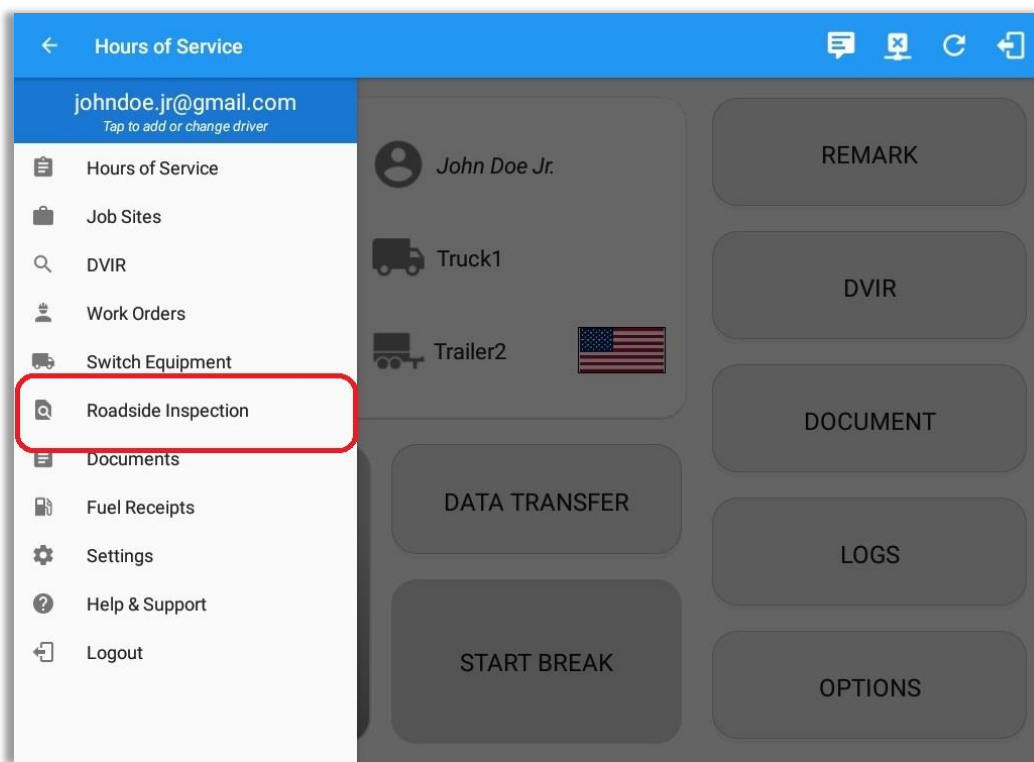 Hours of Service
johndoe.jr@gmail.com
Tap to add or change driver
Hours of Service
Job Sites
DVIR
Work Orders
Switch Equipment
Roadside Inspection
Documents
Fuel Receipts
Settings
Help & Support
Logout
John Doe Jr.
Truck1
Trailer2
DATA TRANSFER
START BREAK
REMARK
DVIR
DOCUMENT
LOGS
OPTIONS